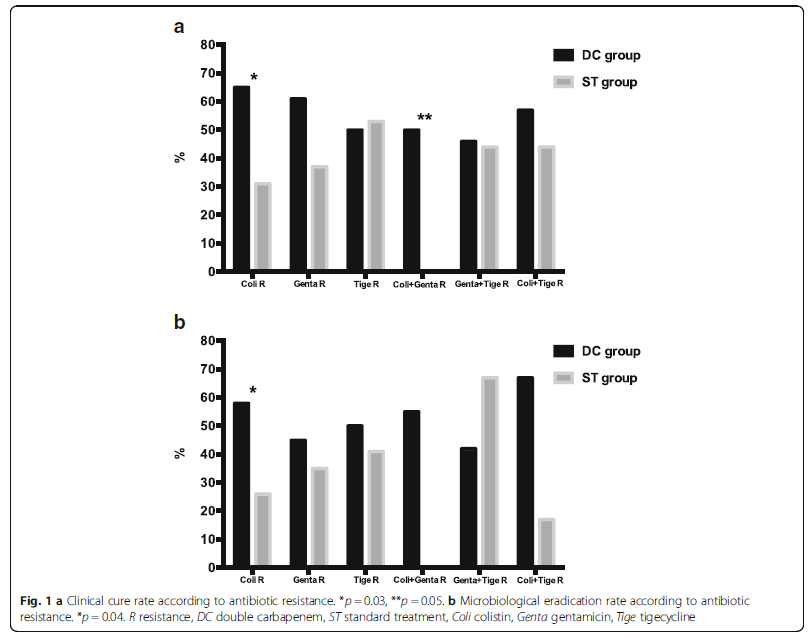 a
80
70
60
50
40
30
20
10
0
%
*
**
DC group
ST group
Coli R Genta R Tige R Coli+Genta R Genta+Tige R Coli+Tige R
b
80
70
60
50
40
30
20
10
0
%
*
DC group
ST group
Coli R Genta R Tige R Coli+Genta R Genta+Tige R Coli+Tige R
Fig. 1 a Clinical cure rate according to antibiotic resistance. *p = 0.03, **p = 0.05. b Microbiological eradication rate according to antibiotic
resistance. *p = 0.04. R resistance, DC double carbapenem, ST standard treatment, Coli colistin, Genta gentamicin, Tige tigecycline